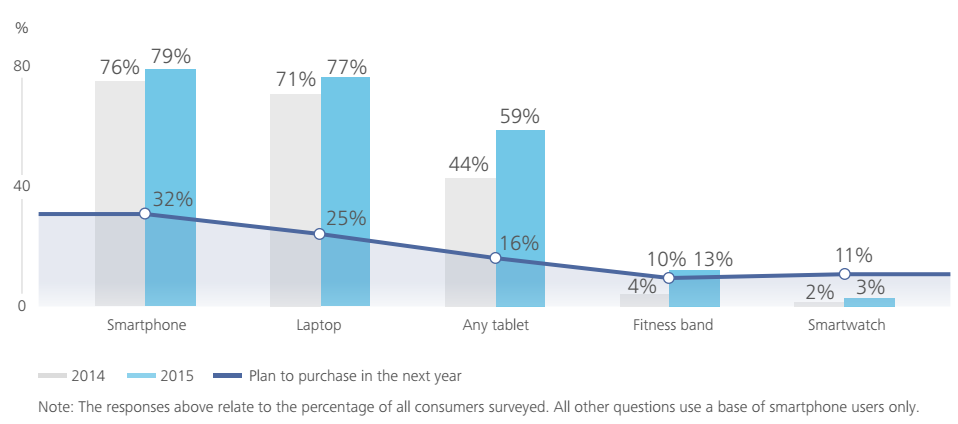 %
80
40
0
76% 79%
71% 77%
44% 59%
4% 13%
2% 3%
32%
25%
16%
10%
11%
Smartphone
Laptop
Any tablet
Fitness band
Smartwatch
2014 2015 Plan to purchase in the next year
Note: The responses above relate to the percentage of all consumers surveyed. All other questions use a base of smartphone users only.